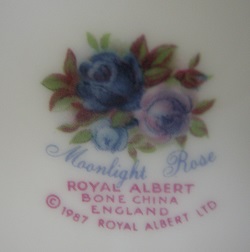 Moonlight Rose
ROYAL ALBERT
BONE CHINA
ENGLAND
© 1987 ROYAL ALBERT LTD